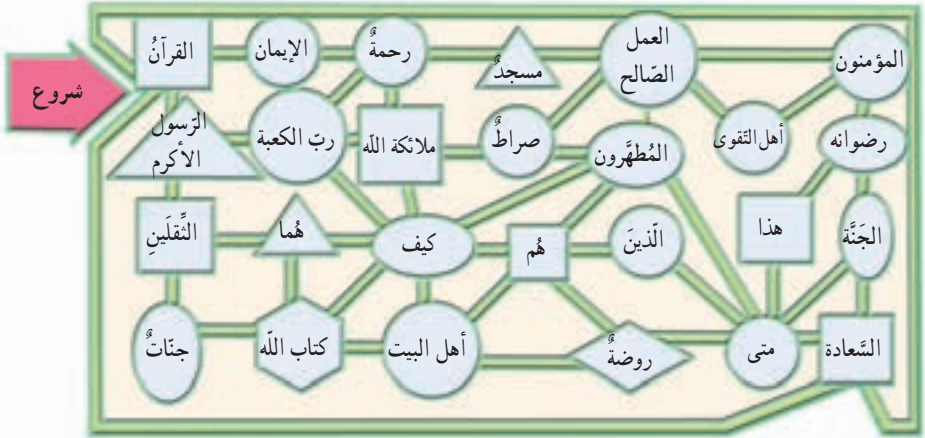 شروع
القرآنُ
الإيمان
رحمةٌ
مسجدٌ
العمل
الصّالح
المؤمنون
الرّسول
الأكرم
ربّ الكعبة
ملائكة اللّه
صراطٌ
المُطهَّرون
أهل التّقوى
رضوانه
الثِّقلَينِ
هُما
كيف
هُم
الّذينَ
هذا
الجَنَّة
جنّاتٌ
كتاب اللّه
أهل البيت
روضةٌ
متى
السَّعادة